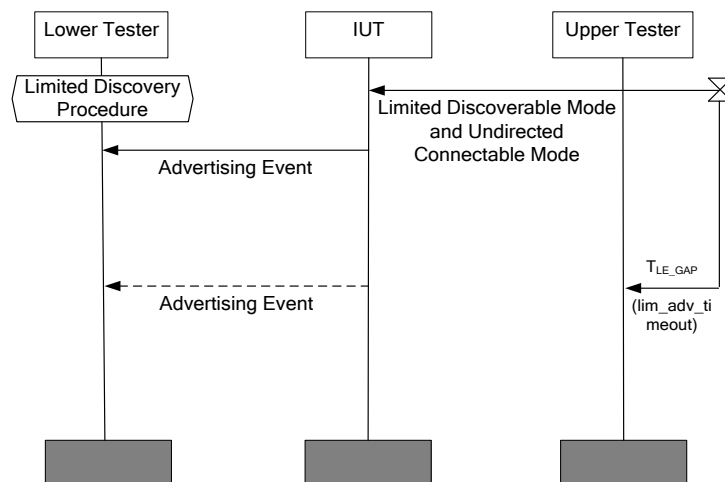 Lower Tester
IUT
Upper Tester
Limited Discovery
Procedure
Limited Discoverable Mode
and Undirected
Connectable Mode
Advertising Event
TLE_GAP
(lim_adv_ti
meout)
Advertising Event